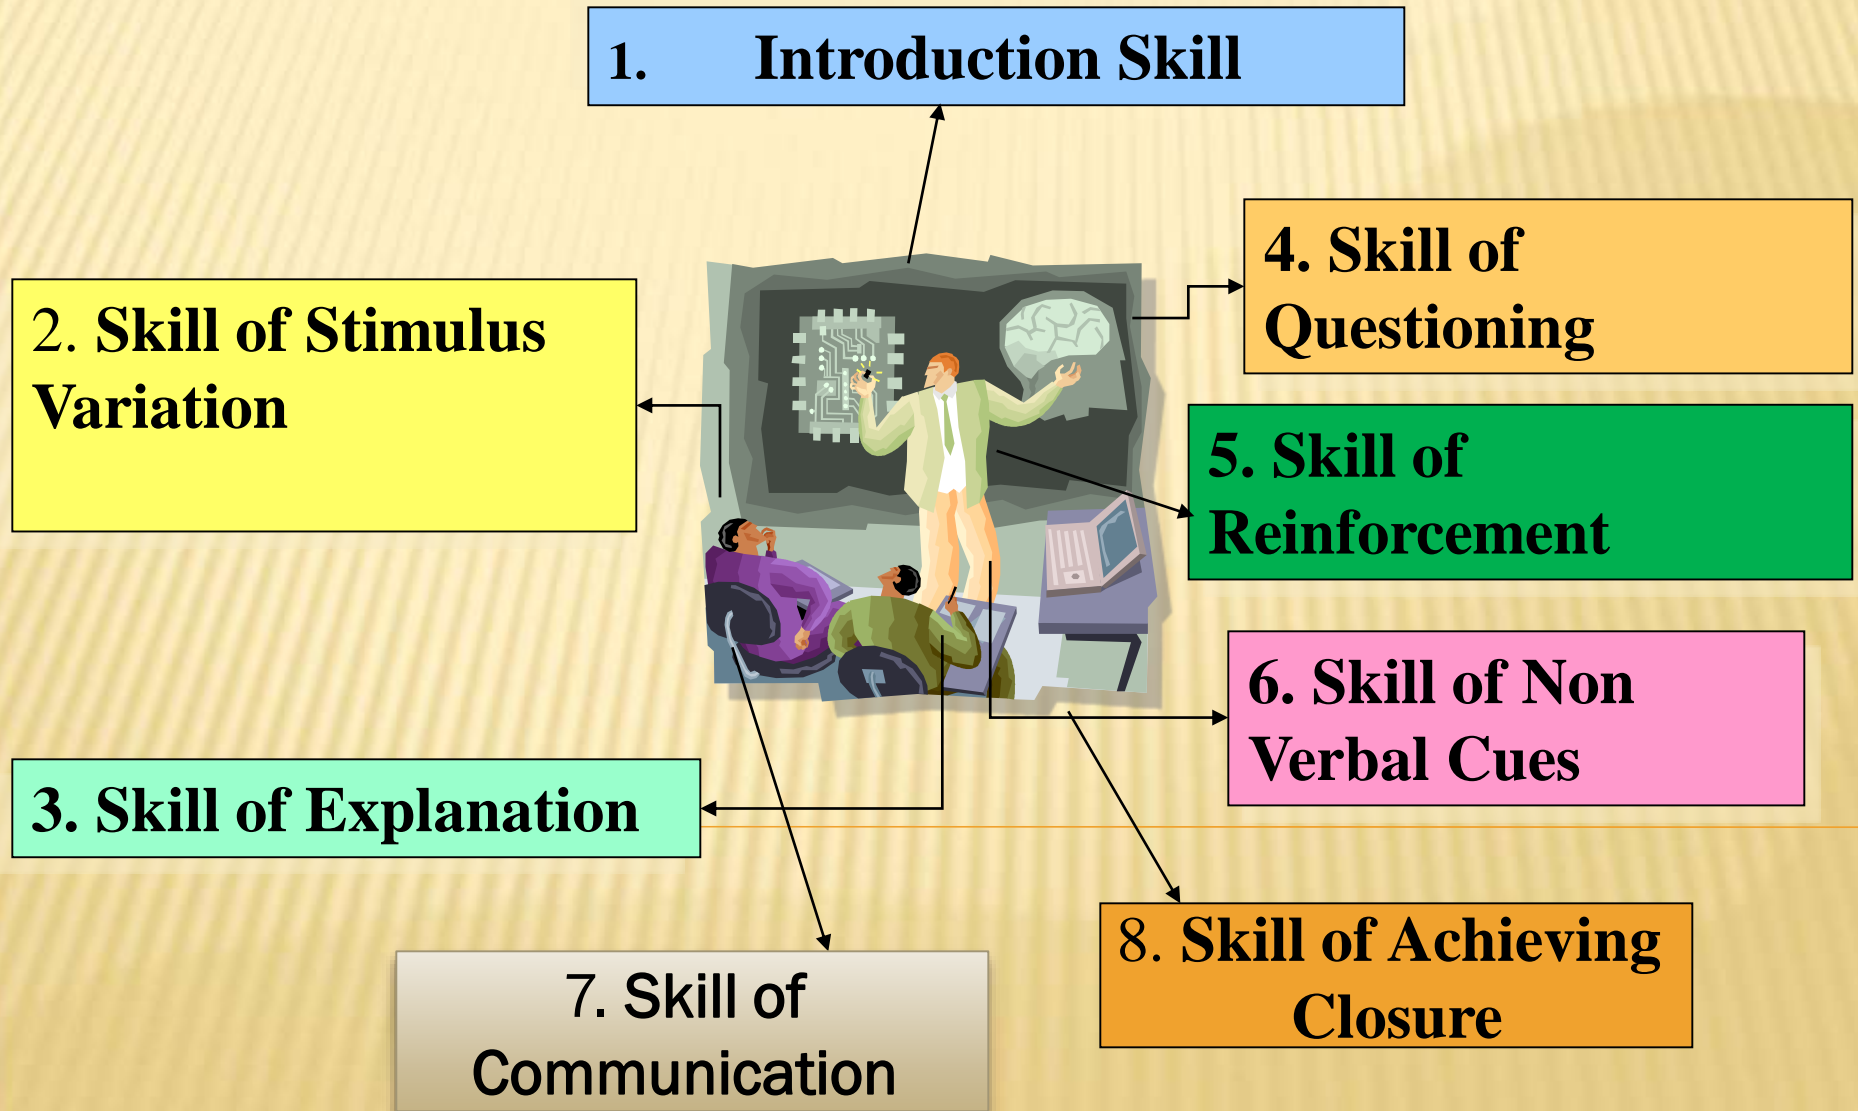 1. Introduction Skill
2. Skill of Stimulus
Variation
3. Skill of Explanation
4. Skill of
Questioning
5. Skill of
Reinforcement
6. Skill of Non
Verbal Cues
7. Skill of
Communication
8. Skill of Achieving
Closure